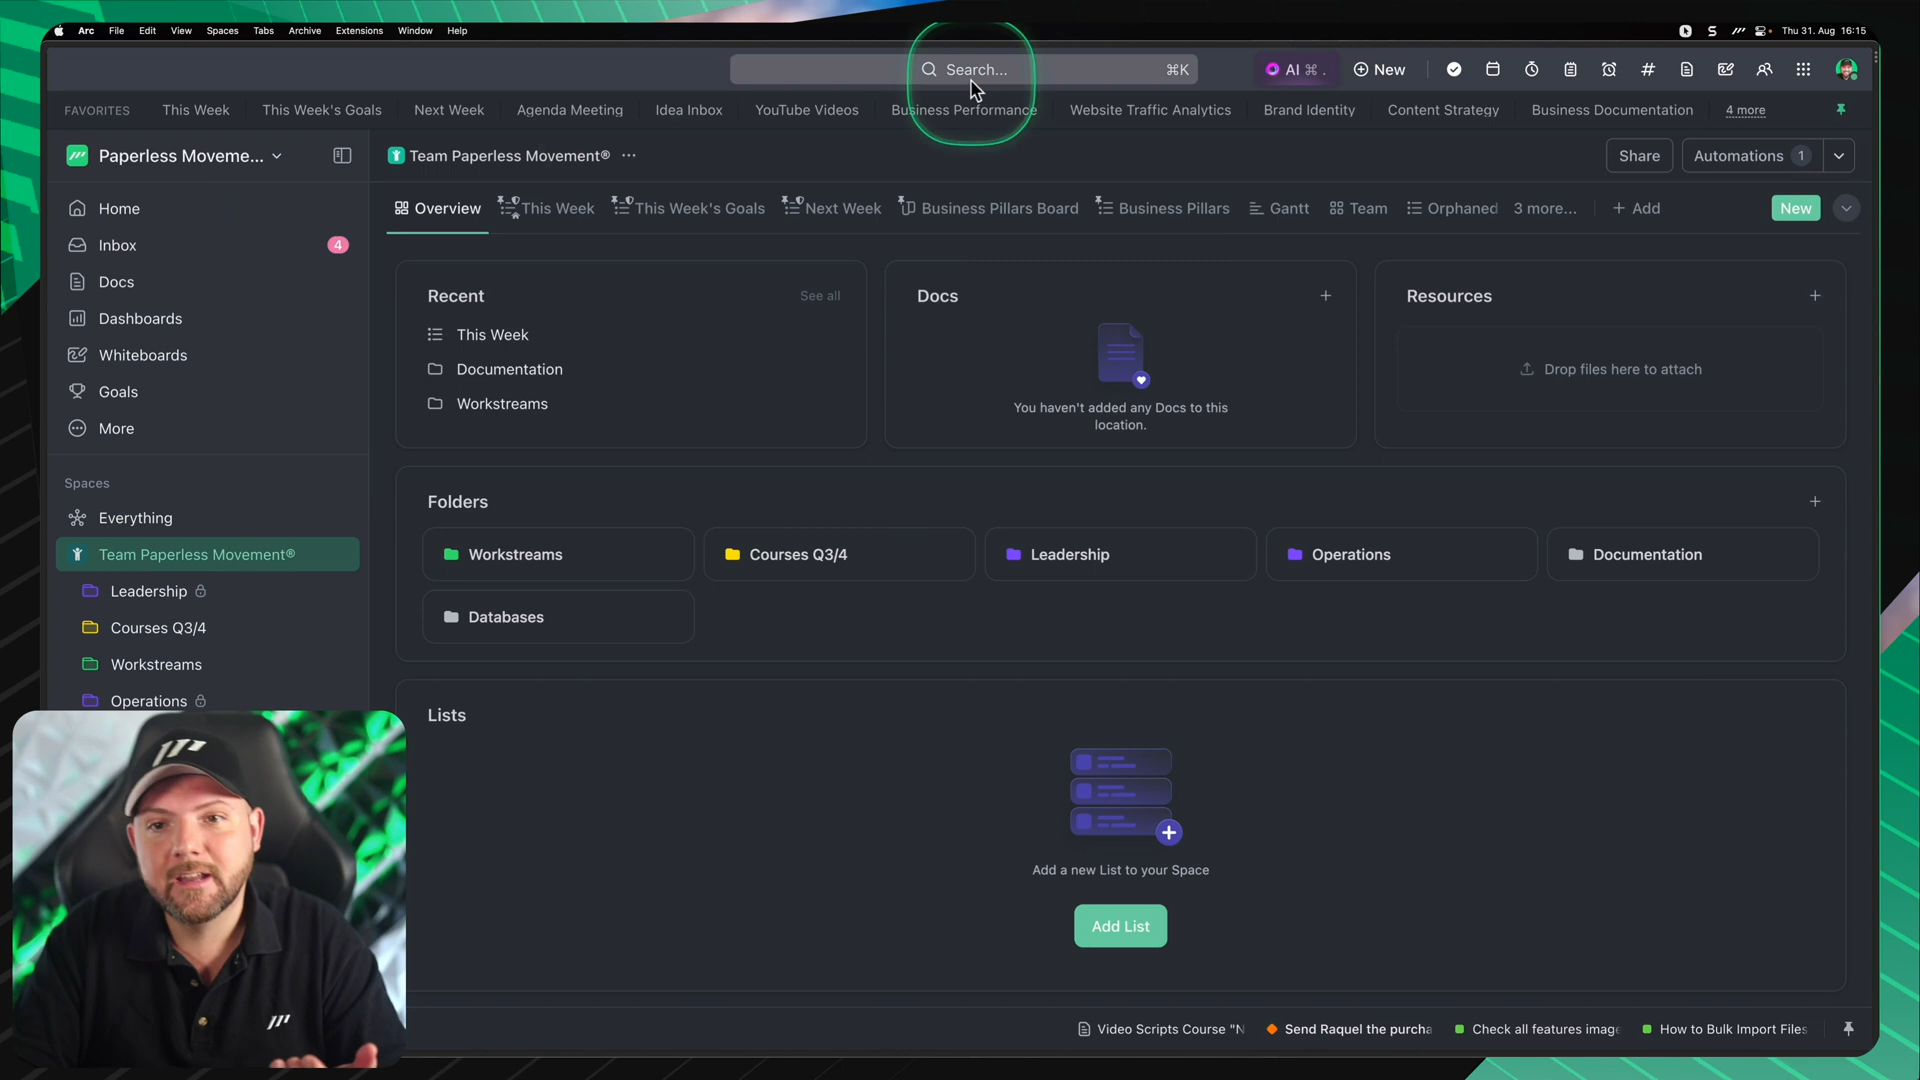 Arc File Edit View Spaces Tabs Archive Extensions Window Help
S Thu 31. Aug 16:15
Search... ⌘K
AI ⌘ .
New
FAVORITES This Week This Week's Goals Next Week Agenda Meeting Idea Inbox YouTube Videos Business Performance Website Traffic Analytics Brand Identity Content Strategy Business Documentation 4 more
Paperless Moveme...
Team Paperless Movement® ...
Share
Automations 1
Overview This Week This Week's Goals Next Week Business Pillars Board Business Pillars Gantt Team Orphaned 3 more... + Add
New
Home
Inbox 4
Docs
Dashboards
Whiteboards
Goals
More
Spaces
Everything
Team Paperless Movement®
Leadership
Courses Q3/4
Workstreams
Operations
Recent See all
This Week
Documentation
Workstreams
Docs
You haven't added any Docs to this
location.
Resources
Drop files here to attach
Folders
Workstreams Courses Q3/4 Leadership Operations Documentation
Databases
Lists
Add a new List to your Space
Add List
Video Scripts Course "N Send Raquel the purcha Check all features image How to Bulk Import Files